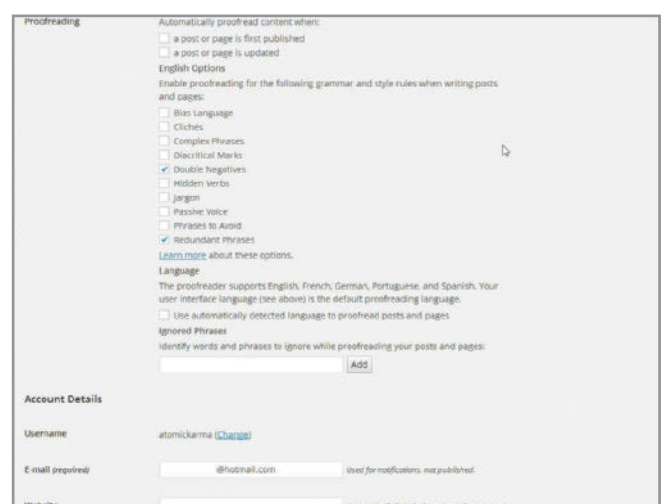 Proofreading
Automatically proofread content when:
a post or page is first published
a post or page is updated
English Options
Enable proofreading for the following grammar and style rules when writing posts
and pages:
Bias Language
Clichés
Complex Phrases
Diacritical Marks
Double Negatives
Hidden Verbs
Jargon
Passive Voice
Phrases to Avoid
Redundant Phrases
Learn more about these options.
Language
The proofreader supports English, French, German, Portuguese, and Spanish. Your
user interface language (see above) is the default proofreading language.
Use automatically detected language to proofread posts and pages
Ignored Phrases
Identify words and phrases to ignore while proofreading your posts and pages:
Add
Account Details
Username atomickarma (Change)
E-mail (required) @hotmail.com Used for notifications, not published.
Website